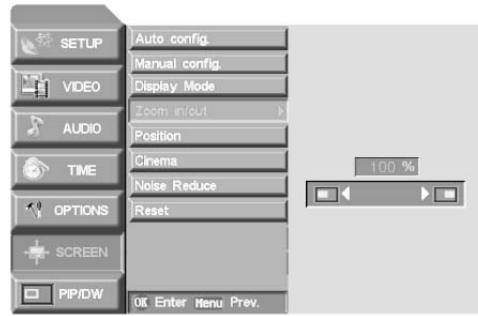 SETUP
VIDEO
AUDIO
TIME
OPTIONS
SCREEN
PIP/DW
Auto config.
Manual config.
Display Mode
Zoom in/out
Position
Cinema
Noise Reduce
Reset
OK Enter Menu Prev.
100 %